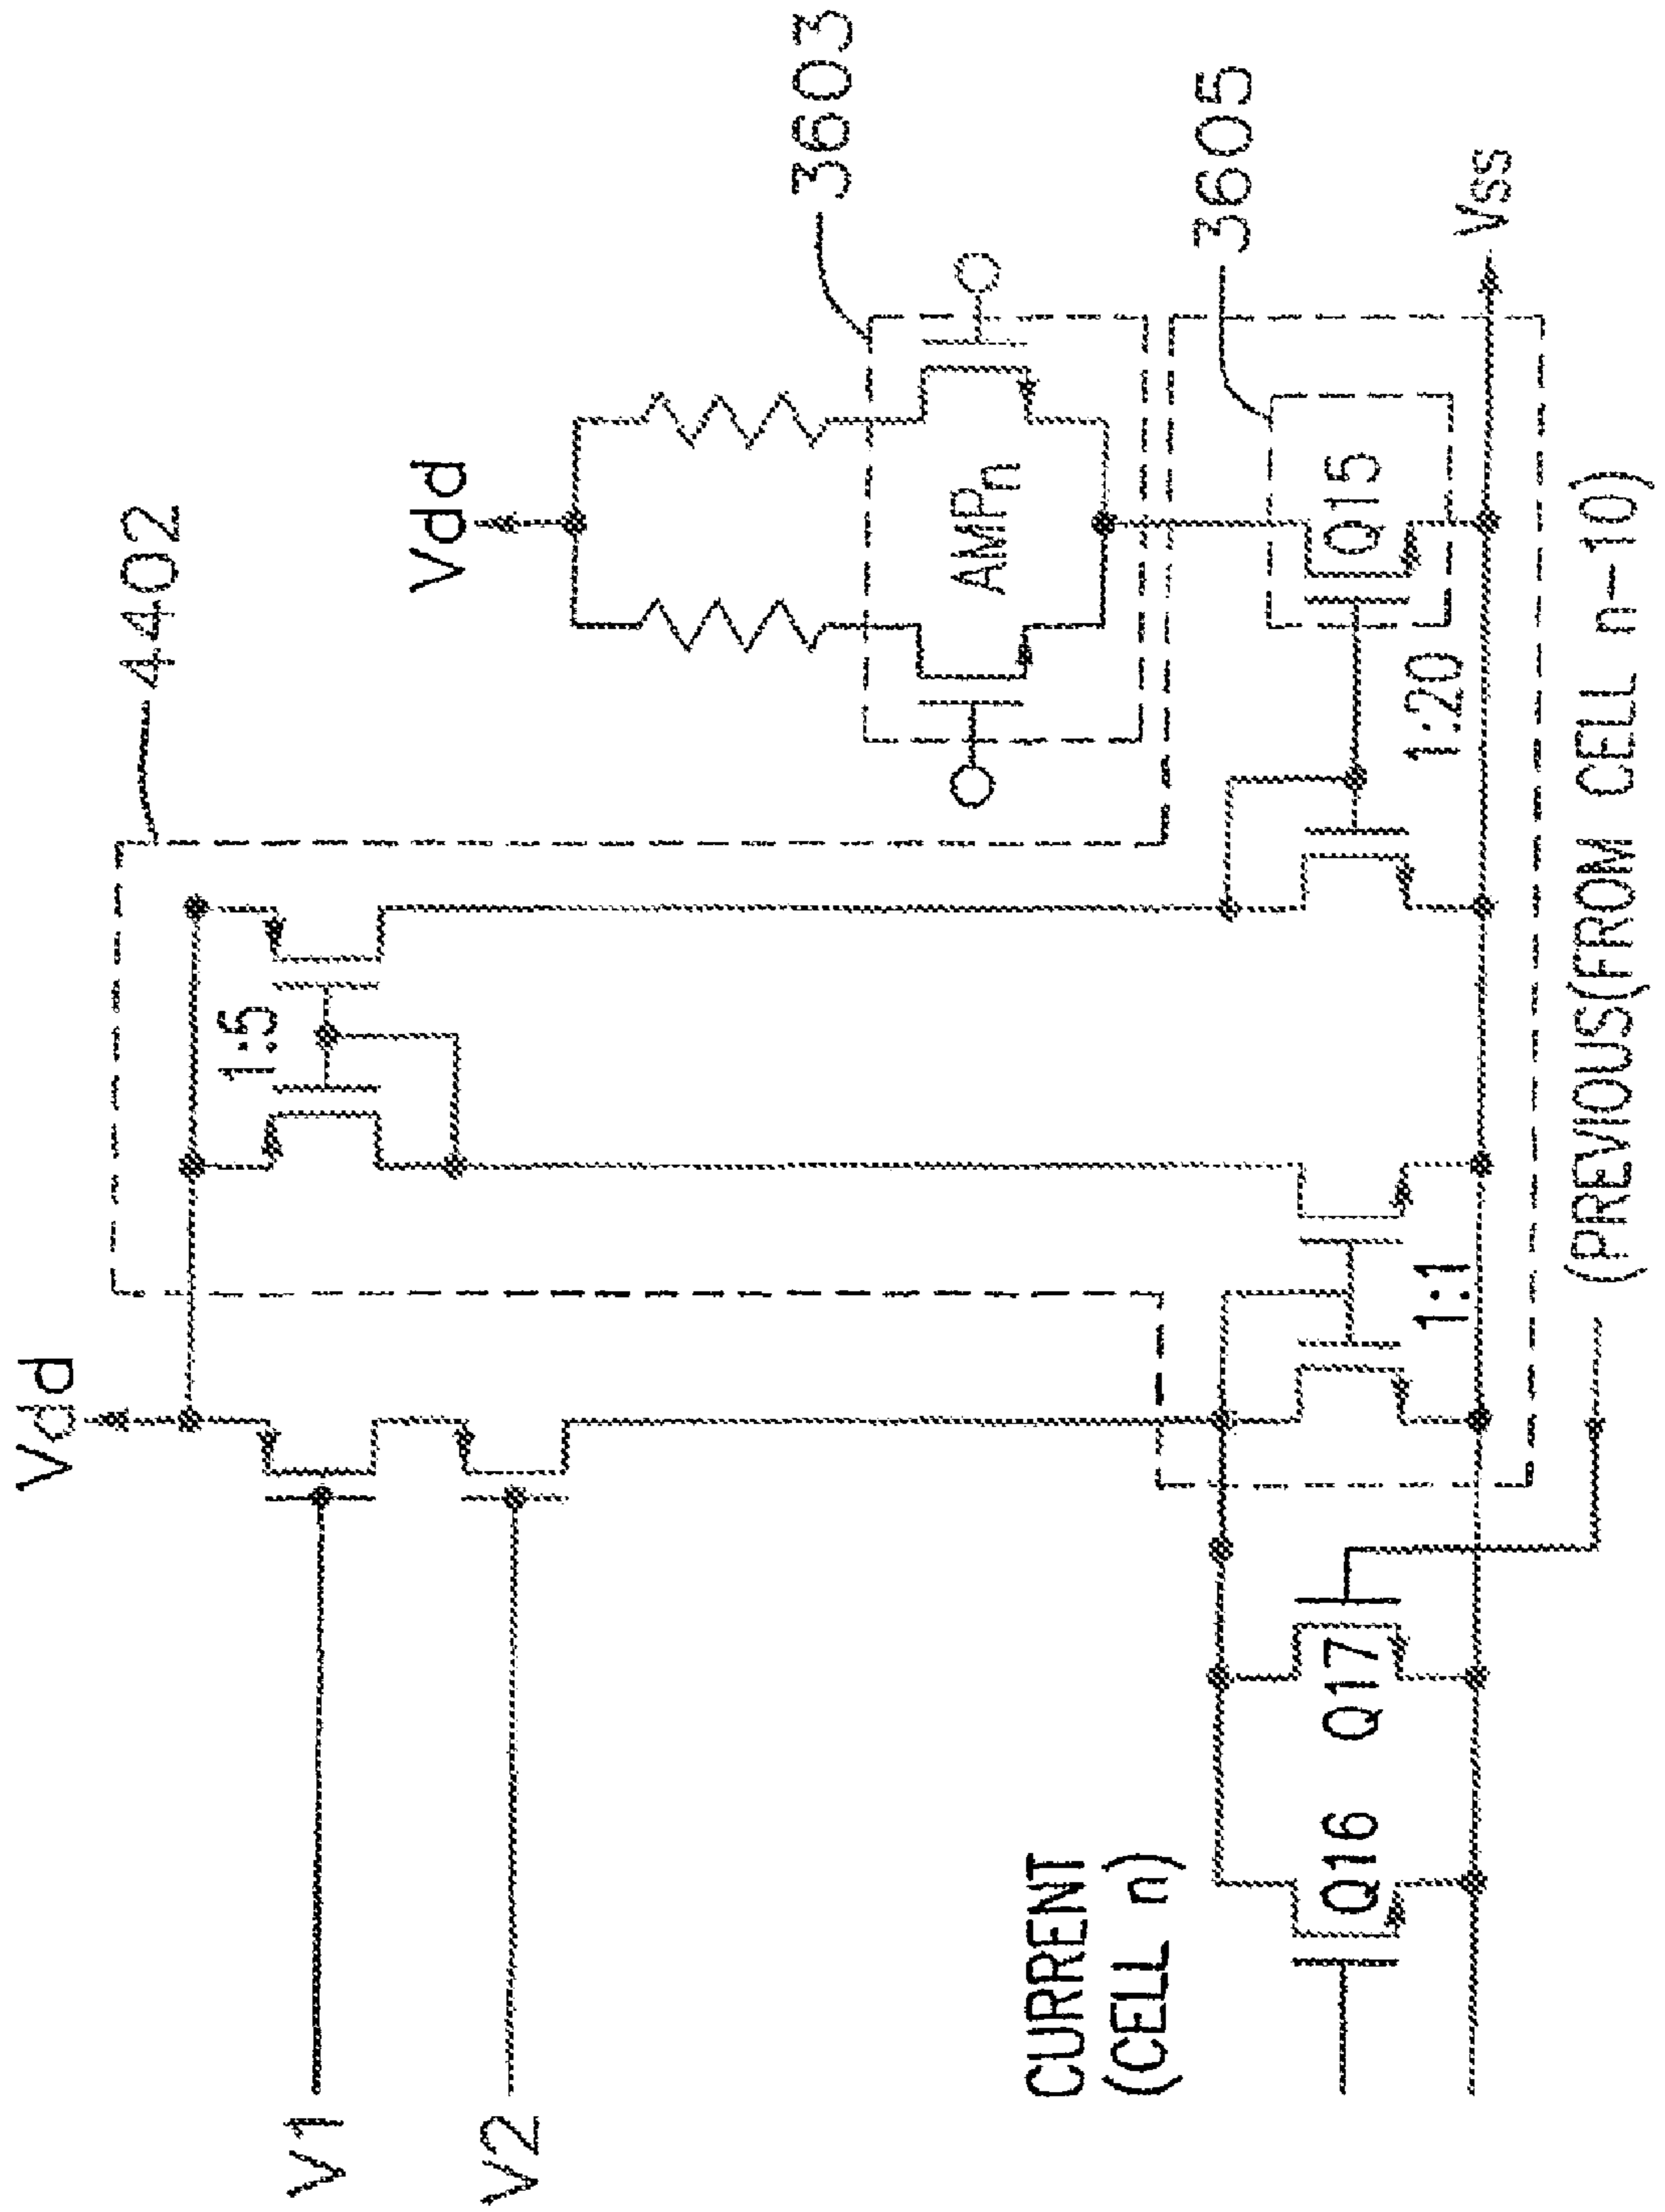 Vdd
4402
V1
1:5
Vdd
V2
3603
AMPn
CURRENT
(CELL n)
3605
Q16
Q17
Q15
1:1
1:20
Vss
(PREVIOUS(FROM CELL n-10)